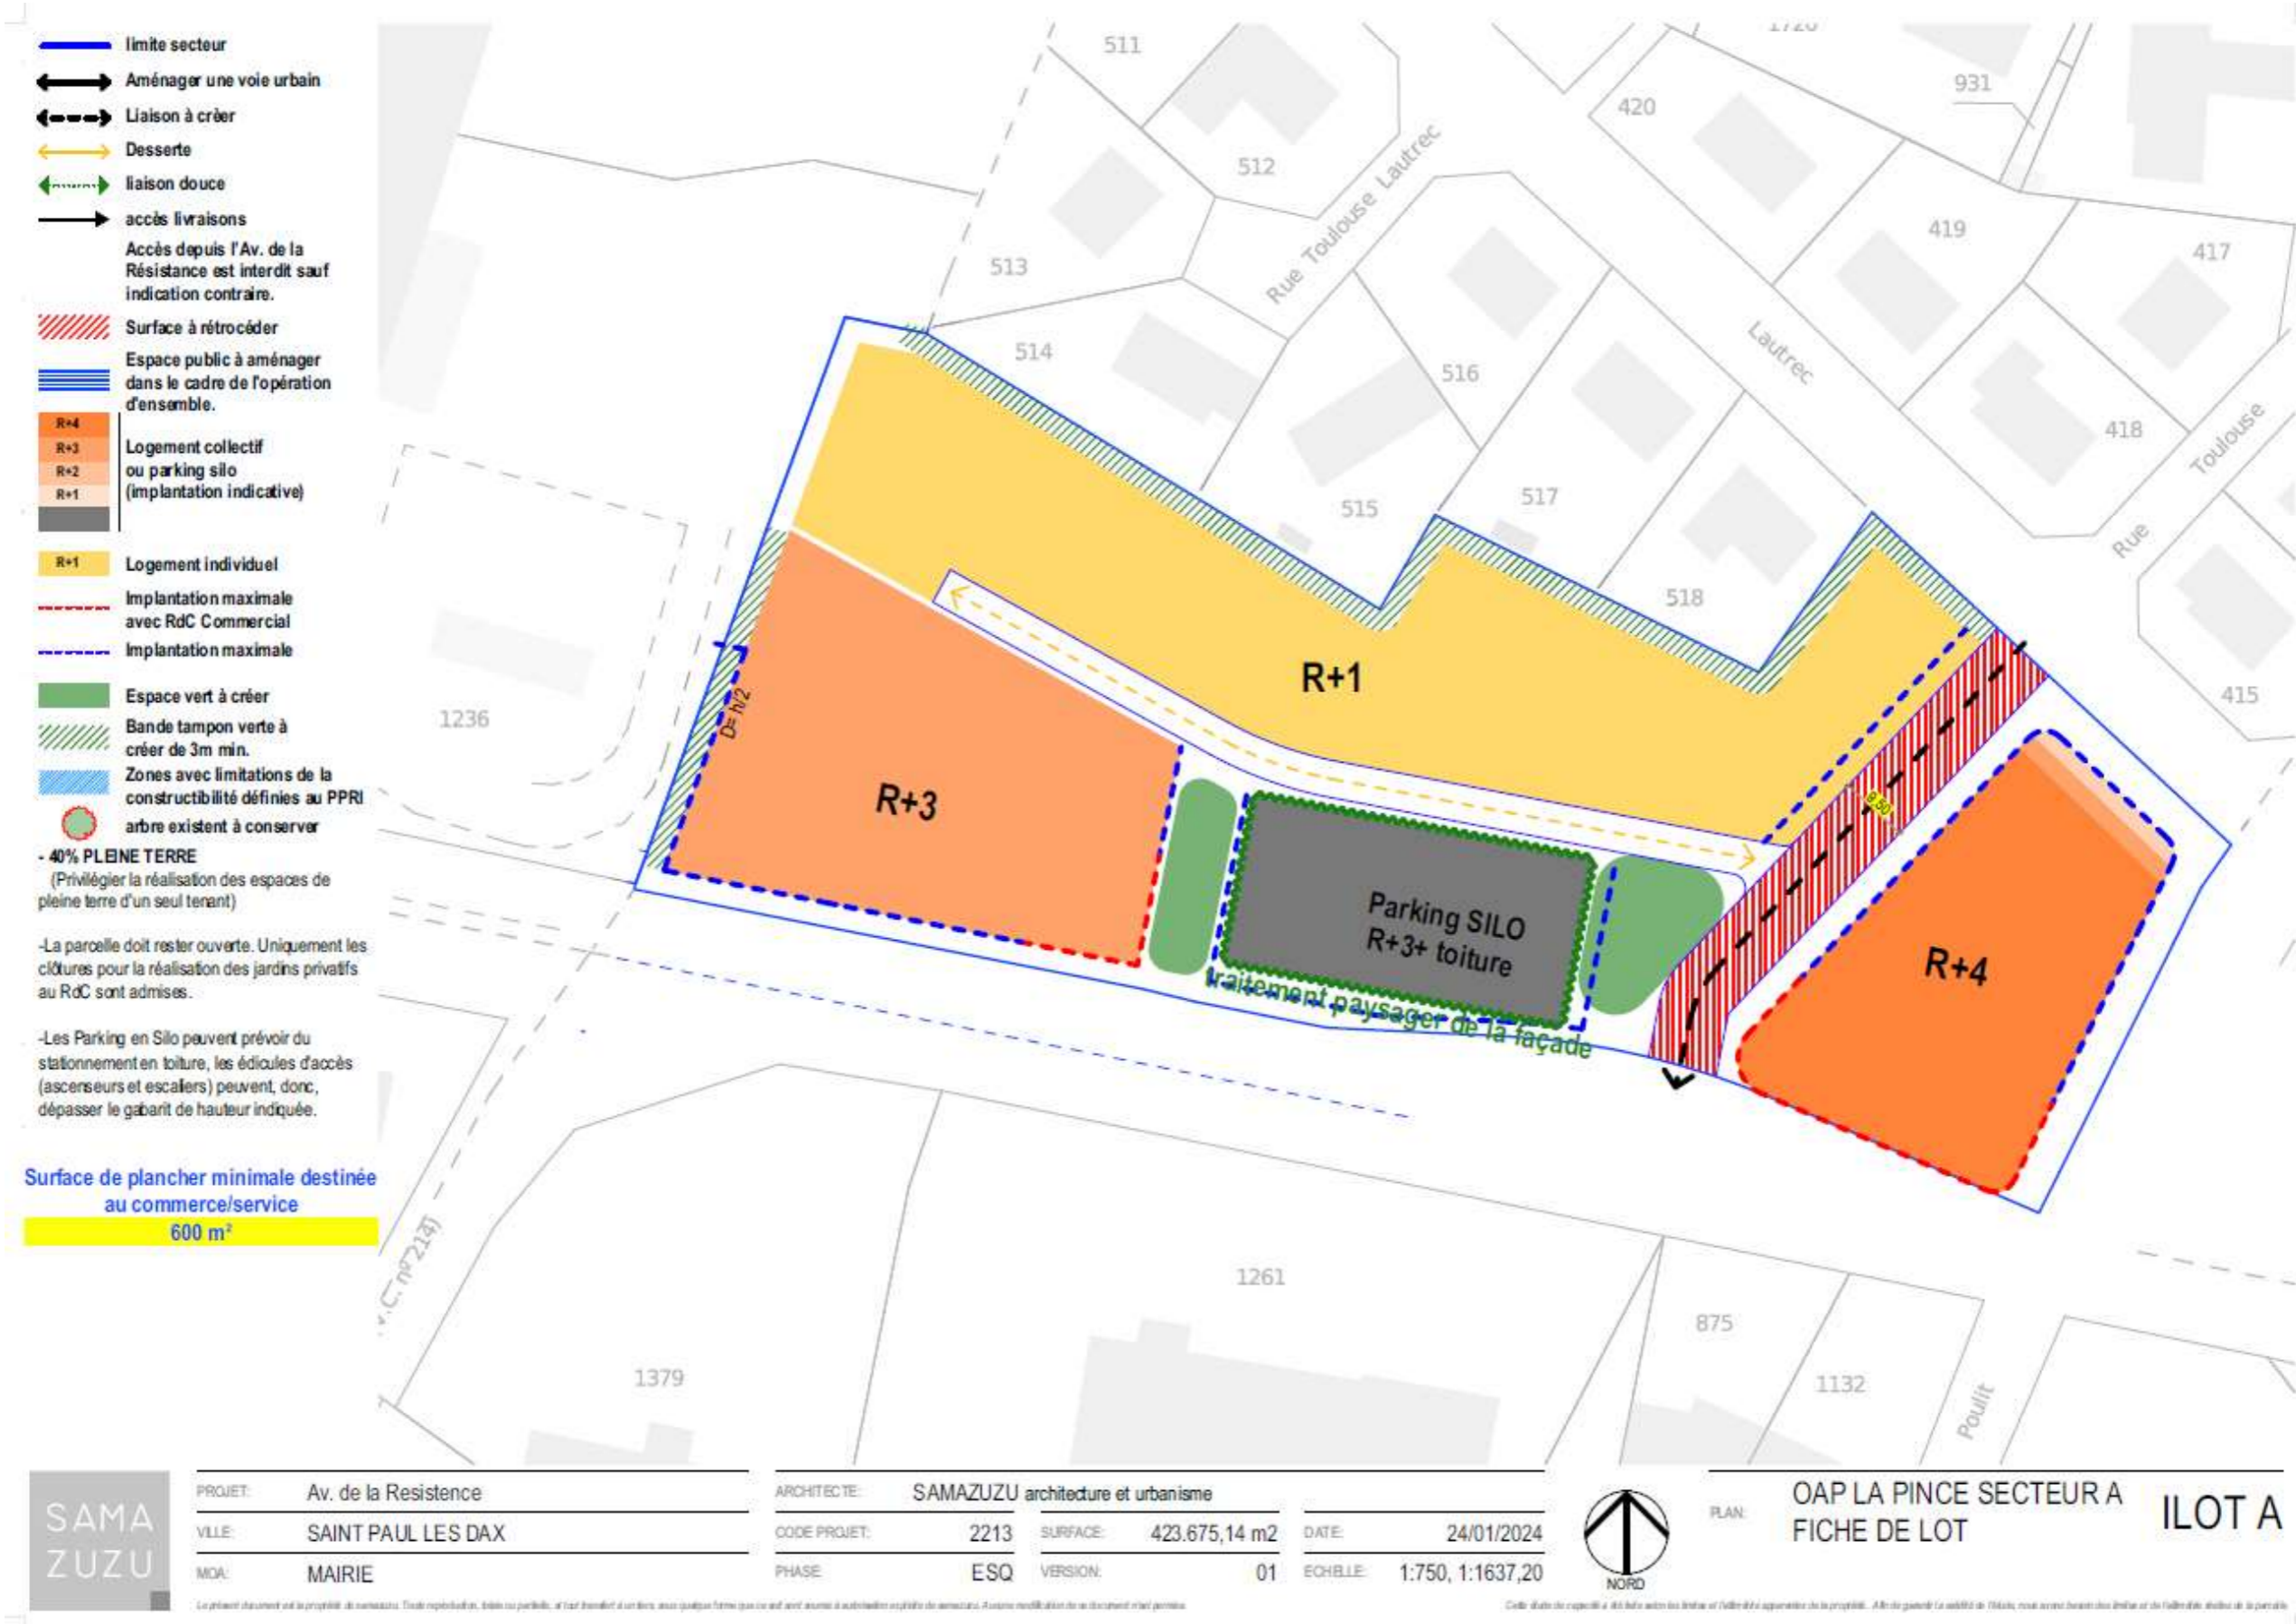 limite secteur
Aménager une voie urbain
Liaison à crèer
Desserte
liaison douce
accès livraisons
Accès depuis l'Av. de la
Résistance est interdit sauf
indication contraire.
Surface à rétrocéder
Espace public à aménager
dans le cadre de l'opération
d'ensemble.
R+4
R+3
R+2
R+1
Logement collectif
ou parking silo
(implantation indicative)
R+1
Logement individuel
Implantation maximale
avec RdC Commercial
Implantation maximale
Espace vert à créer
Bande tampon verte à
créer de 3m min.
Zones avec limitations de la
constructibilité définies au PPRI
arbre existent à conserver
- 40% PLEINE TERRE
(Privilégier la réalisation des espaces de
pleine terre d'un seul tenant)
-La parcelle doit rester ouverte. Uniquement les
clôtures pour la réalisation des jardins privatifs
au RdC sont admises.
-Les Parking en Silo peuvent prévoir du
stationnement en toiture, les édicules d'accès
(ascenseurs et escaliers) peuvent, donc,
dépasser le gabarit de hauteur indiquée.
Surface de plancher minimale destinée
au commerce/service
600 m²
511
512
513
514
515
516
517
518
420
931
419
417
418
415
1236
Rue Toulouse Lautrec
Lautrec
Toulouse
Rue
R+1
R+3
D= h/2
Parking SILO
R+3+ toiture
traitement paysager de la façade
9.50
R+4
V.C. n° 214)
1379
1261
875
1132
Poulit
SAMA
ZUZU
PROJET: Av. de la Resistence
VILLE: SAINT PAUL LES DAX
MOA: MAIRIE
ARCHITECTE: SAMAZUZU architecture et urbanisme
CODE PROJET: 2213 SURFACE: 423.675,14 m2 DATE: 24/01/2024
PHASE: ESQ VERSION: 01 ECHELLE: 1:750, 1:1637,20
NORD
PLAN: OAP LA PINCE SECTEUR A
FICHE DE LOT
ILOT A